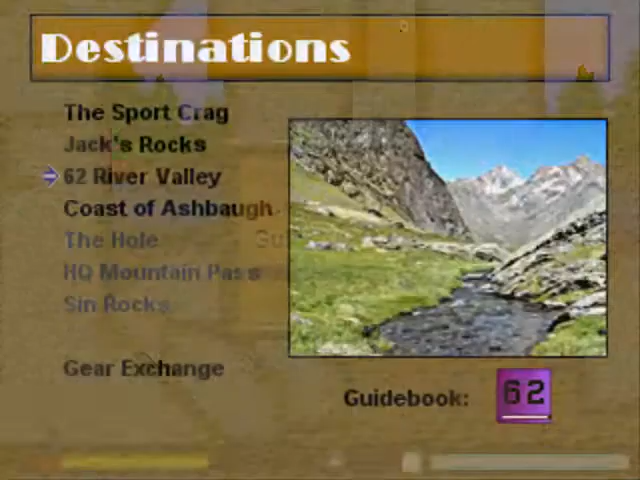 Destinations
The Sport Crag
Jack's Rocks
62 River Valley
Coast of Ashbaugh
The Hole
HQ Mountain Pass
Sin Rocks
Gear Exchange
Guidebook:
62